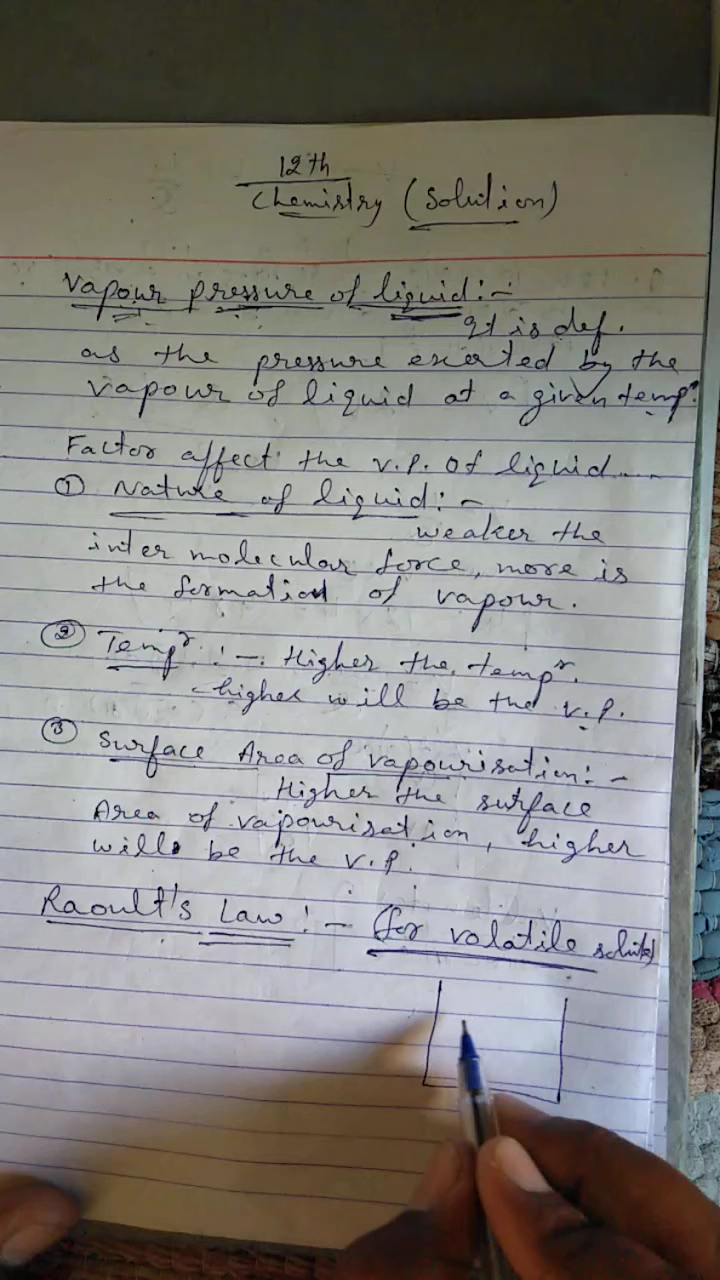 12th
Chemistry (Solution)
Vapour pressure of liquid :-
It is def.
as the pressure exerted by the
vapour of liquid at a given tempr.
Factor affect the v.p. of liquid ....
① Nature of liquid :-
weaker the
inter molecular force, more is
the formation of vapour.
② Tempr :- Higher the tempr.
higher will be the v.p.
③ Surface Area of vapourisation :-
Higher the surface
Area of vapourisation, higher
will be the v.p.
Raoult's Law :- (for volatile solute)